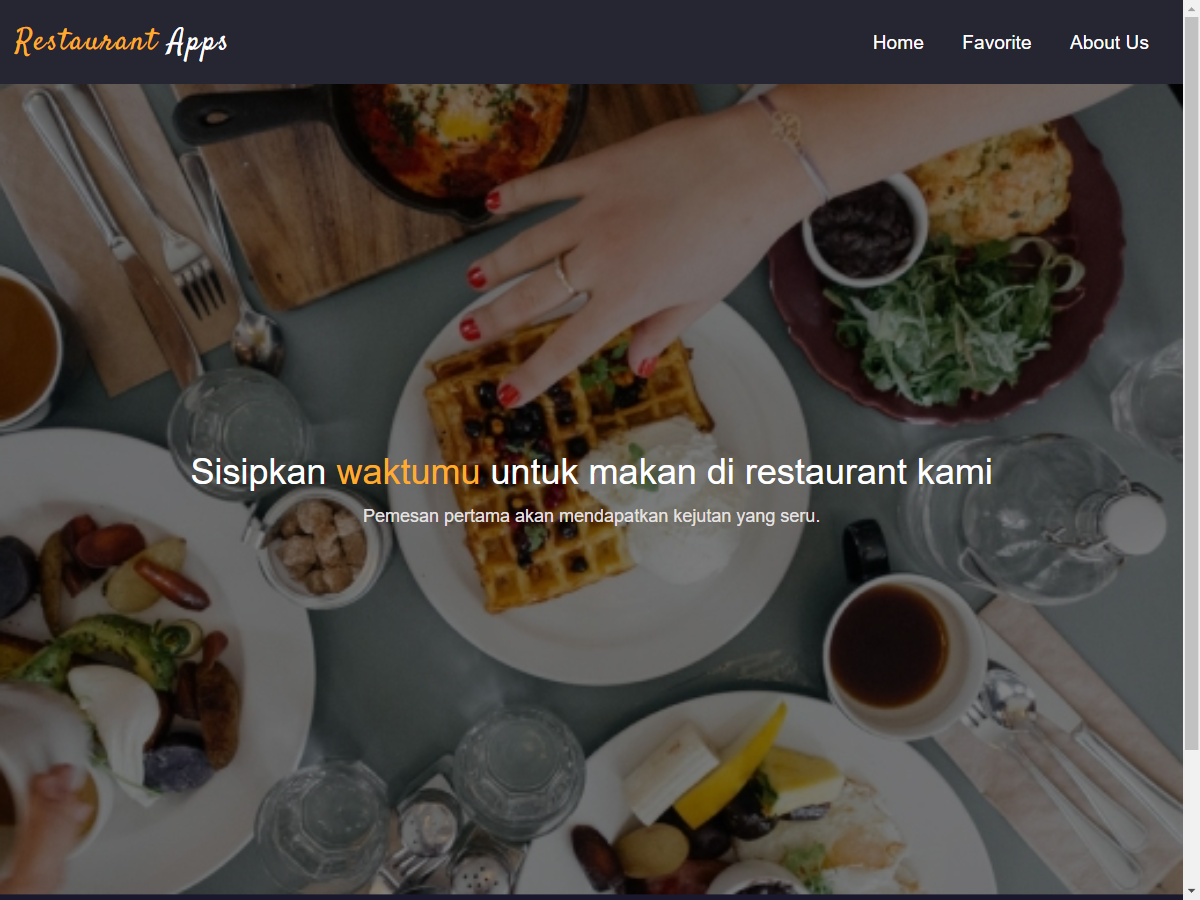 Restaurant Apps
Home Favorite About Us
Sisipkan waktumu untuk makan di restaurant kami
Pemesan pertama akan mendapatkan kejutan yang seru.